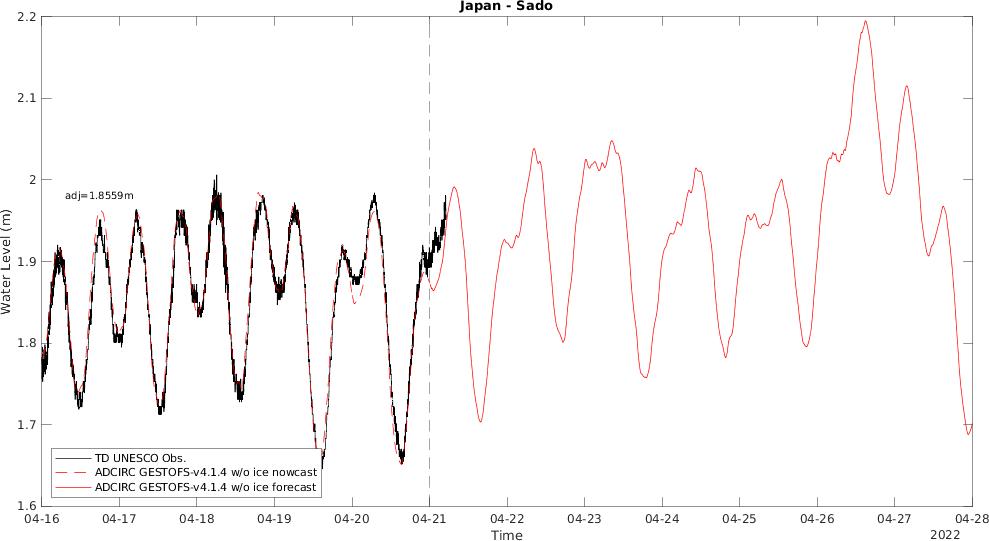 Japan - Sado
2.2
2.1
2
1.9
1.8
1.7
1.6
Water Level (m)
adj=1.8559m
TD UNESCO Obs.
ADCIRC GESTOFS-v4.1.4 w/o ice nowcast
ADCIRC GESTOFS-v4.1.4 w/o ice forecast
04-16 04-17 04-18 04-19 04-20 04-21 04-22 04-23 04-24 04-25 04-26 04-27 04-28
Time
2022